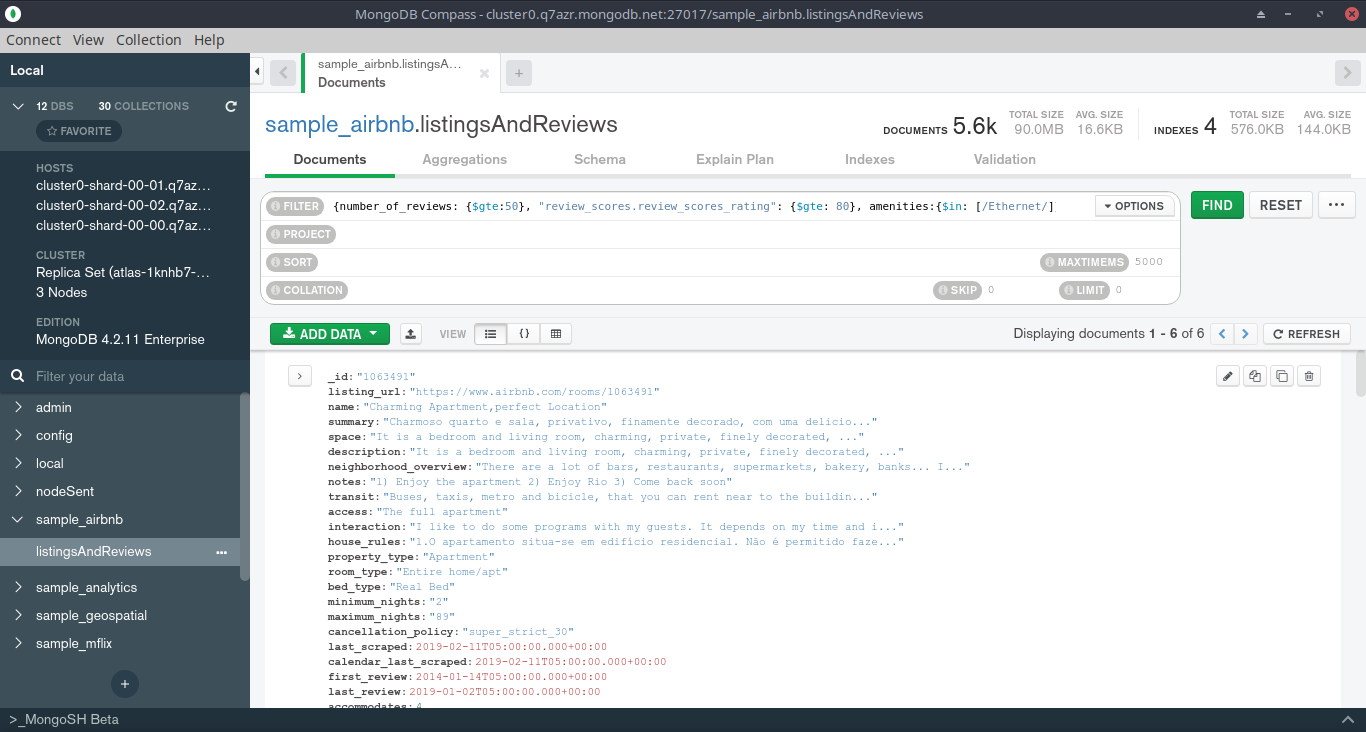 MongoDB Compass - cluster0.q7azr.mongodb.net:27017/sample_airbnb.listingsAndReviews
Connect View Collection Help
Local
12 DBS 30 COLLECTIONS
FAVORITE
HOSTS
cluster0-shard-00-01.q7az...
cluster0-shard-00-02.q7az...
cluster0-shard-00-00.q7az...
CLUSTER
Replica Set (atlas-1knhb7-...
3 Nodes
EDITION
MongoDB 4.2.11 Enterprise
Filter your data
admin
config
local
nodeSent
sample_airbnb
listingsAndReviews
sample_analytics
sample_geospatial
sample_mflix
>_MongoSH Beta
sample_airbnb.listingsA...
Documents
sample_airbnb.listingsAndReviews
DOCUMENTS 5.6k TOTAL SIZE 90.0MB AVG. SIZE 16.6KB
INDEXES 4 TOTAL SIZE 576.0KB AVG. SIZE 144.0KB
Documents Aggregations Schema Explain Plan Indexes Validation
FILTER {number_of_reviews: {$gte:50}, "review_scores.review_scores_rating": {$gte: 80}, amenities:{$in: [/Ethernet/] OPTIONS
FIND RESET
PROJECT
SORT MAXTIMEMS 5000
COLLATION SKIP 0 LIMIT 0
ADD DATA VIEW {} Displaying documents 1 - 6 of 6 REFRESH
_id: "1063491"
listing_url: "https://www.airbnb.com/rooms/1063491"
name: "Charming Apartment,perfect Location"
summary: "Charmoso quarto e sala, privativo, finamente decorado, com uma delicio..."
space: "It is a bedroom and living room, charming, private, finely decorated, ..."
description: "It is a bedroom and living room, charming, private, finely decorated, ..."
neighborhood_overview: "There are a lot of bars, restaurants, supermarkets, bakery, banks... I..."
notes: "1) Enjoy the apartment 2) Enjoy Rio 3) Come back soon"
transit: "Buses, taxis, metro and bicicle, that you can rent near to the buildin..."
access: "The full apartment"
interaction: "I like to do some programs with my guests. It depends on my time and i..."
house_rules: "1.O apartamento situa-se em edifício residencial. Não é permitido faze..."
property_type: "Apartment"
room_type: "Entire home/apt"
bed_type: "Real Bed"
minimum_nights: "2"
maximum_nights: "89"
cancellation_policy: "super_strict_30"
last_scraped: 2019-02-11T05:00:00.000+00:00
calendar_last_scraped: 2019-02-11T05:00:00.000+00:00
first_review: 2014-01-14T05:00:00.000+00:00
last_review: 2019-01-02T05:00:00.000+00:00
accommodates: 4